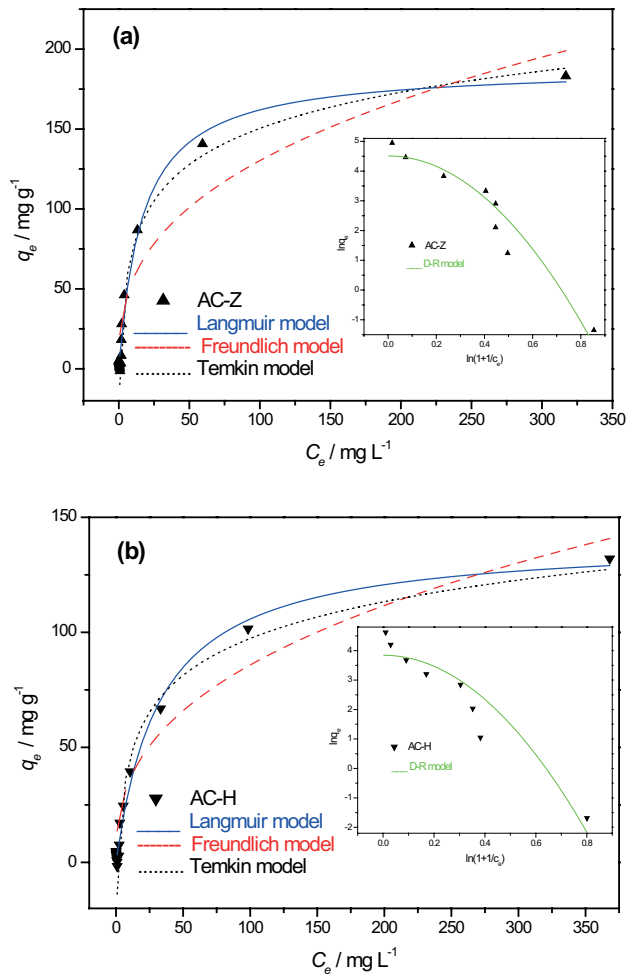 (a)
200
150
100
50
0
q_e / mg g⁻¹
AC-Z
Langmuir model
Freundlich model
Temkin model
0 50 100 150 200 250 300 350
C_e / mg L⁻¹
5
4
3
2
1
0
-1
lnq_e
AC-Z
D-R model
0.0 0.2 0.4 0.6 0.8
ln(1+1/c_e)
(b)
150
100
50
0
q_e / mg g⁻¹
AC-H
Langmuir model
Freundlich model
Temkin model
0 50 100 150 200 250 300 350
C_e / mg L⁻¹
5
4
3
2
1
0
-1
-2
lnq_e
AC-H
D-R model
0.0 0.2 0.4 0.6 0.8 1.0
ln(1+1/c_e)